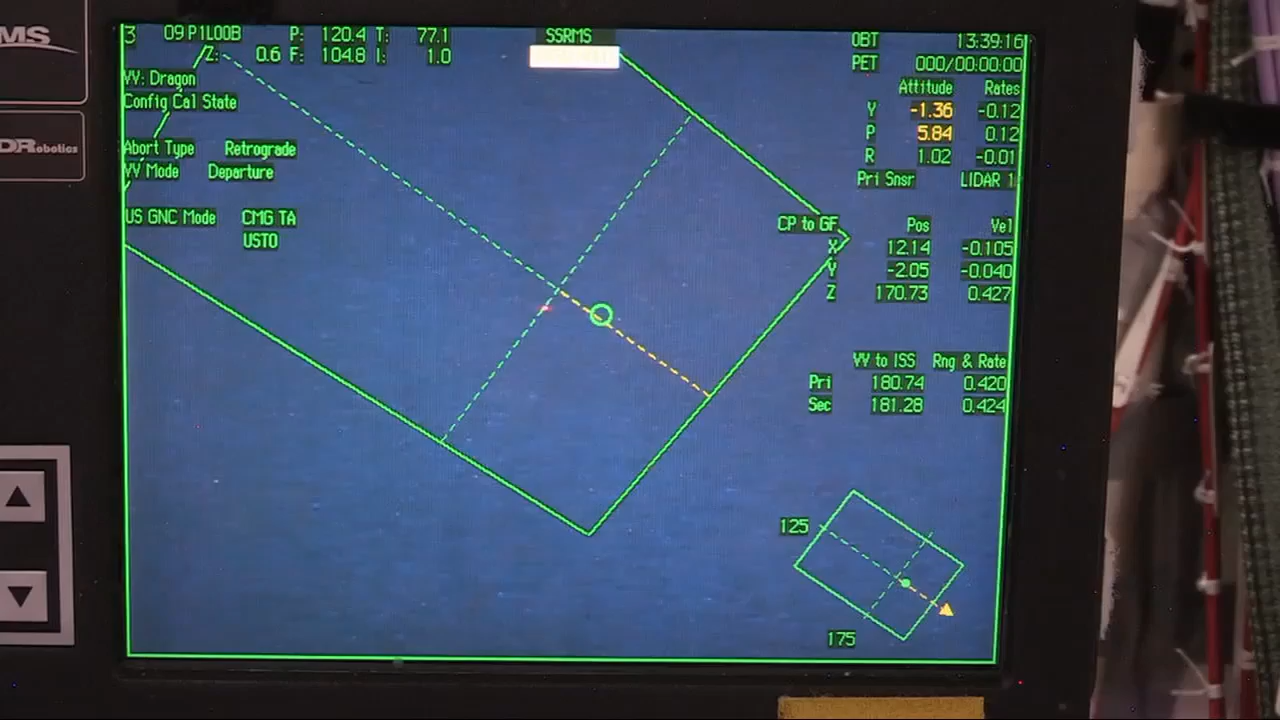 MS
DRobotics
3 09 P1LOOB P: 120.4 T: 77.1 SSRMS OBT 13:39:16
Z: 0.6 F: 104.8 I: 1.0 PET 000/00:00:00
VV: Dragon Attitude Rates
Config Cal State Y -1.36 -0.12
P 5.84 0.12
Abort Type Retrograde R 1.02 -0.01
VV Mode Departure Pri Snsr LIDAR 1
US GNC Mode CMG TA CP to GF Pos Vel
USTO X 12.14 -0.105
Y -2.05 -0.040
Z 170.73 0.427
VV to ISS Rng & Rate
Pri 180.74 0.420
Sec 181.28 0.424
125
175